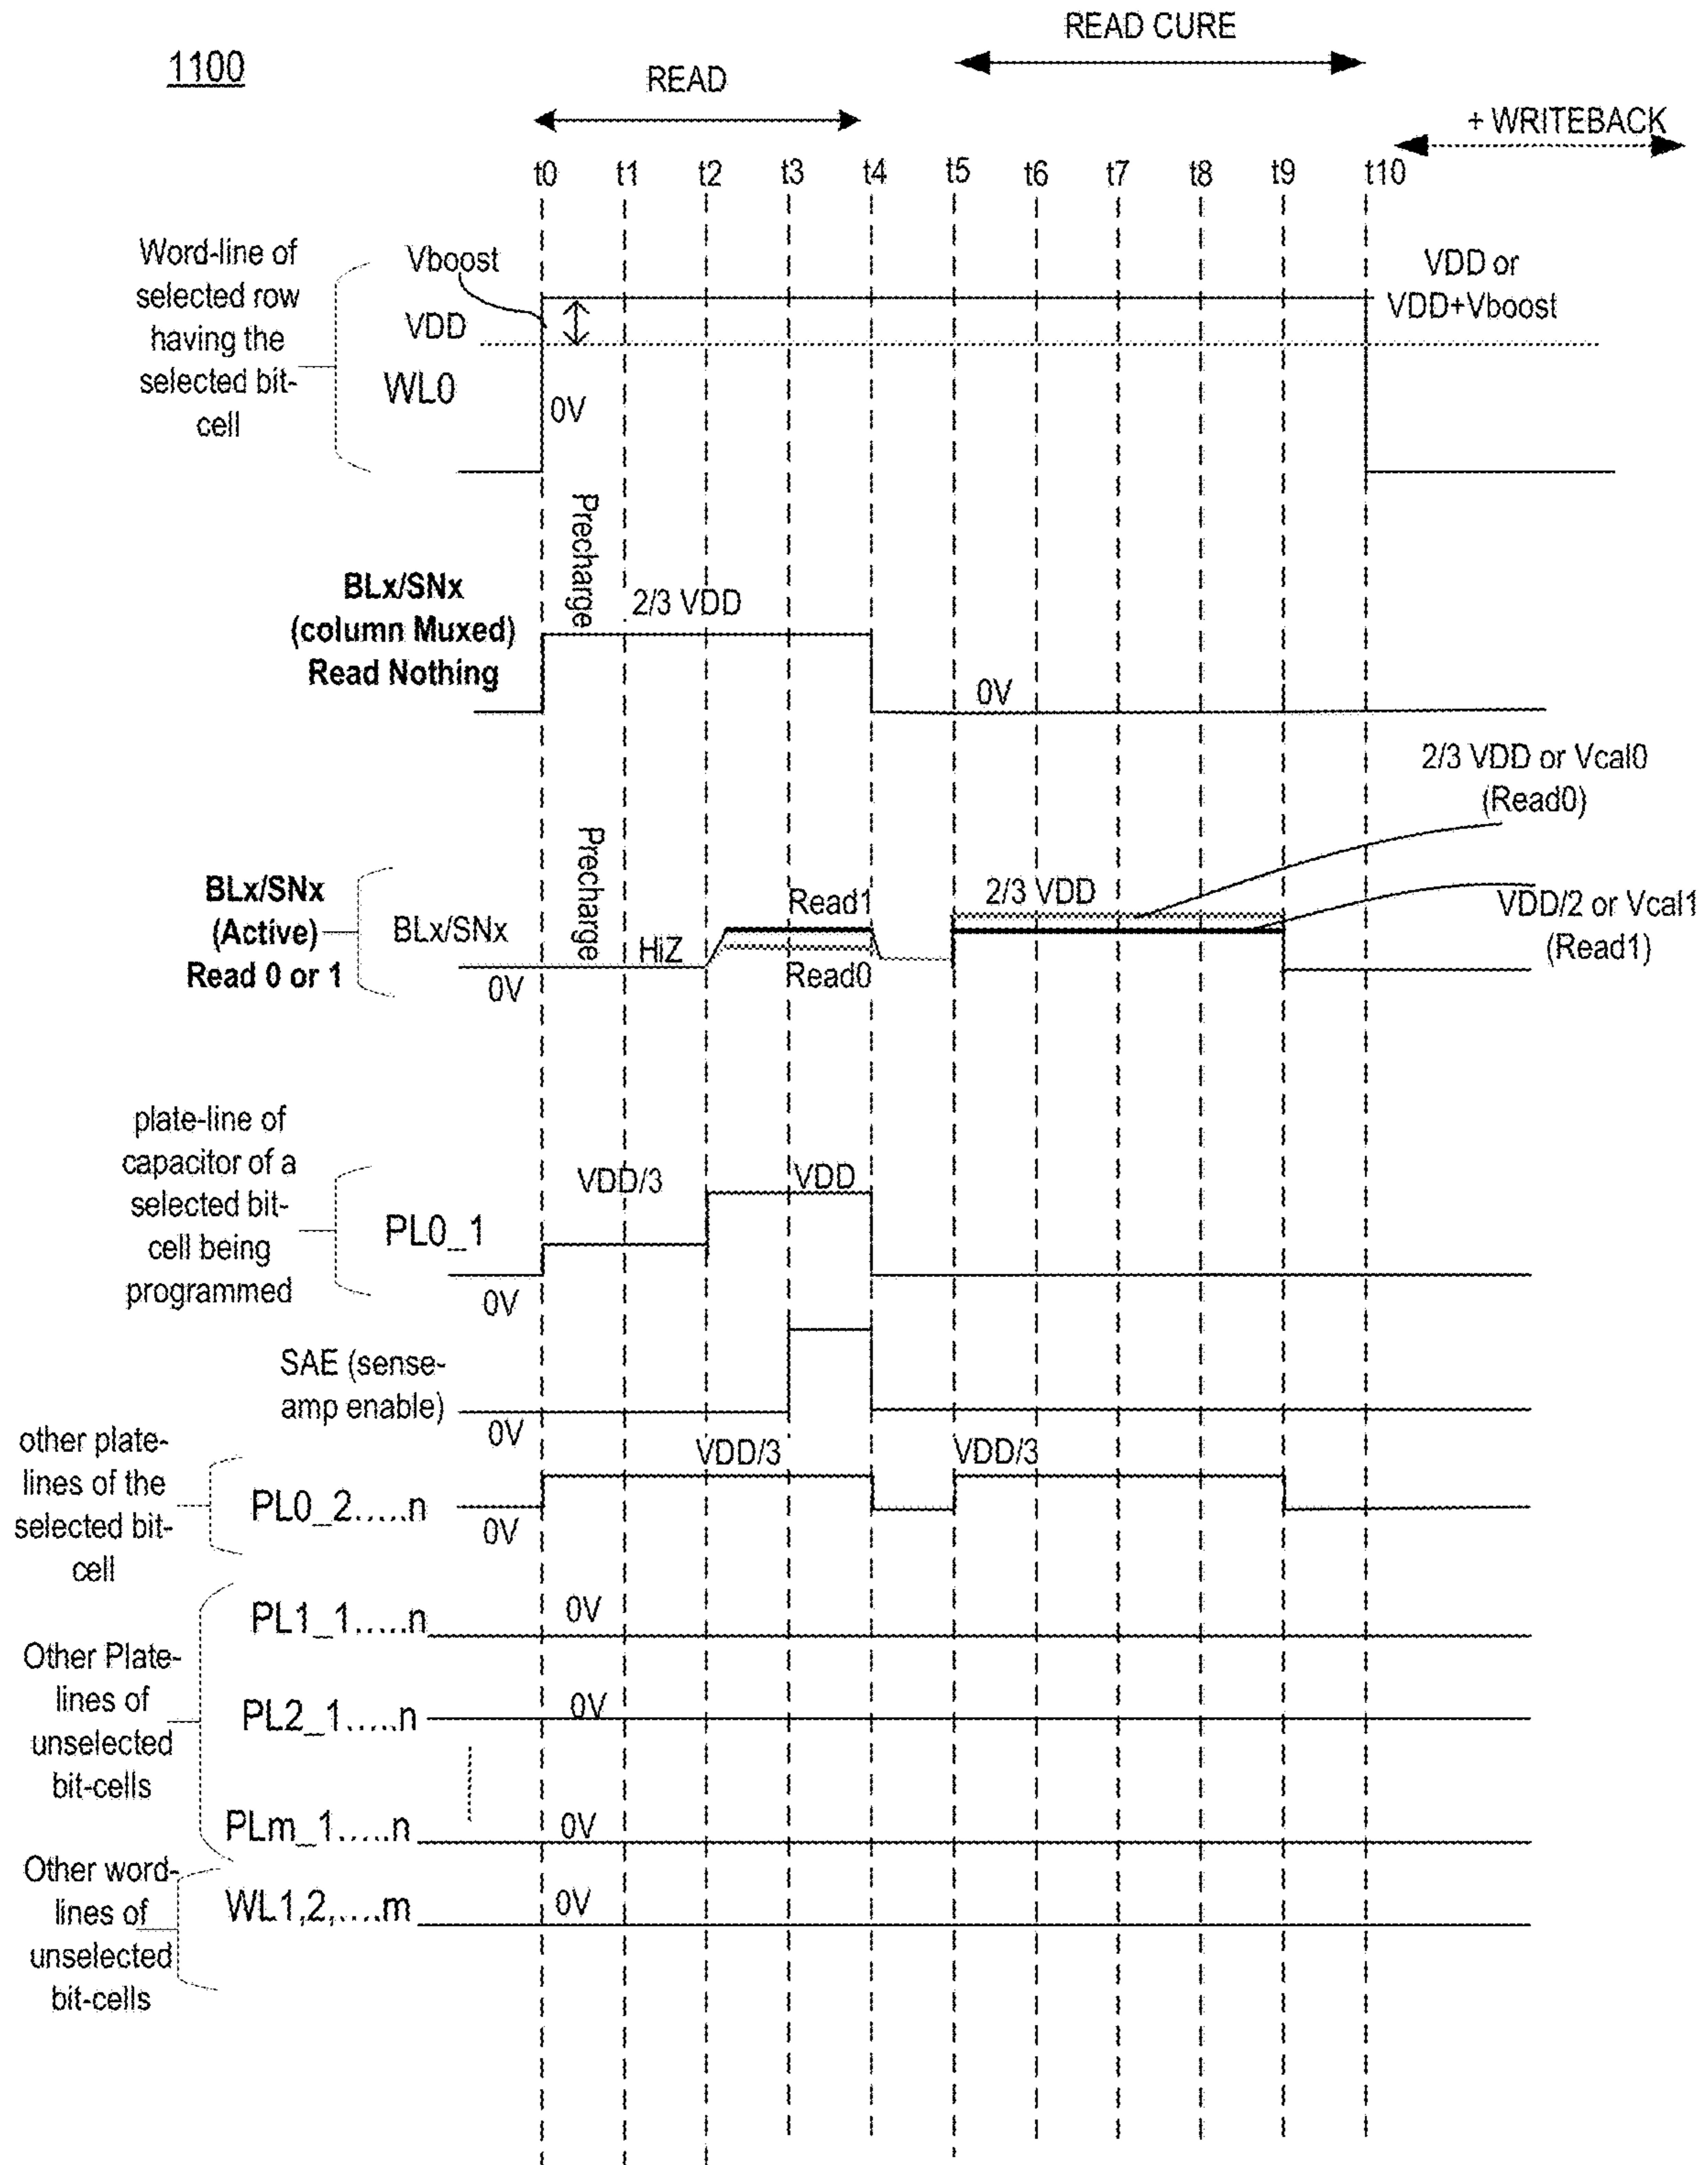 1100
READ
READ CURE
+ WRITEBACK
t0 t1 t2 t3 t4 t5 t6 t7 t8 t9 t10
Word-line of
selected row
having the
selected bit-
cell
Vboost
VDD
WL0
0V
VDD or
VDD+Vboost
Precharge
BLx/SNx
(column Muxed)
Read Nothing
2/3 VDD
0V
2/3 VDD or Vcal0
(Read0)
Precharge
BLx/SNx
(Active)
Read 0 or 1
BLx/SNx
0V
HiZ
Read1
Read0
2/3 VDD
VDD/2 or Vcal1
(Read1)
plate-line of
capacitor of a
selected bit-
cell being
programmed
PL0_1
0V
VDD/3
VDD
SAE (sense-
amp enable)
0V
other plate-
lines of the
selected bit-
cell
PL0_2.....n
0V
VDD/3
VDD/3
Other Plate-
lines of
unselected
bit-cells
PL1_1.....n
0V
PL2_1.....n
0V
PLm_1.....n
0V
Other word-
lines of
unselected
bit-cells
WL1,2,....m
0V